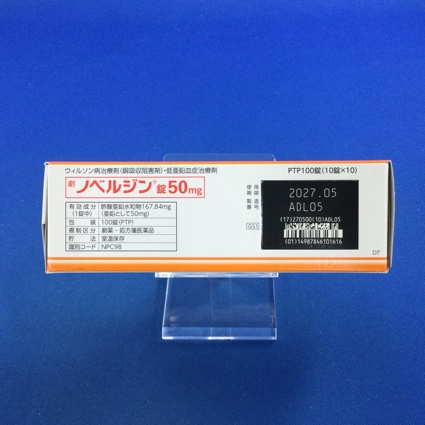 ウィルソン病治療剤(銅吸収阻害剤)・低亜鉛血症治療剤
PTP100錠(10錠×10)
劇 ノベルジン®錠50mg
有効成分(1錠中) 酢酸亜鉛水和物167.84mg(亜鉛として50mg)
包装 100錠(PTP)
規制区分 劇薬・処方箋医薬品
貯法 室温保存
識別コード NPC98
使用期限 2027.05
製造番号 ADL05
(17)270500(10)ADL05
GS1
(01)14987846101616
D7